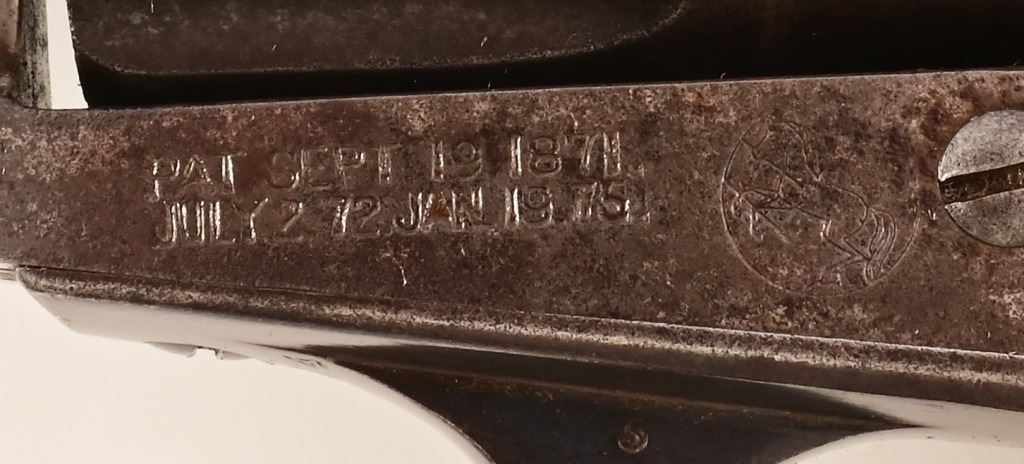 PAT SEPT 19 1871.
JULY 2 72 JAN 19 75.